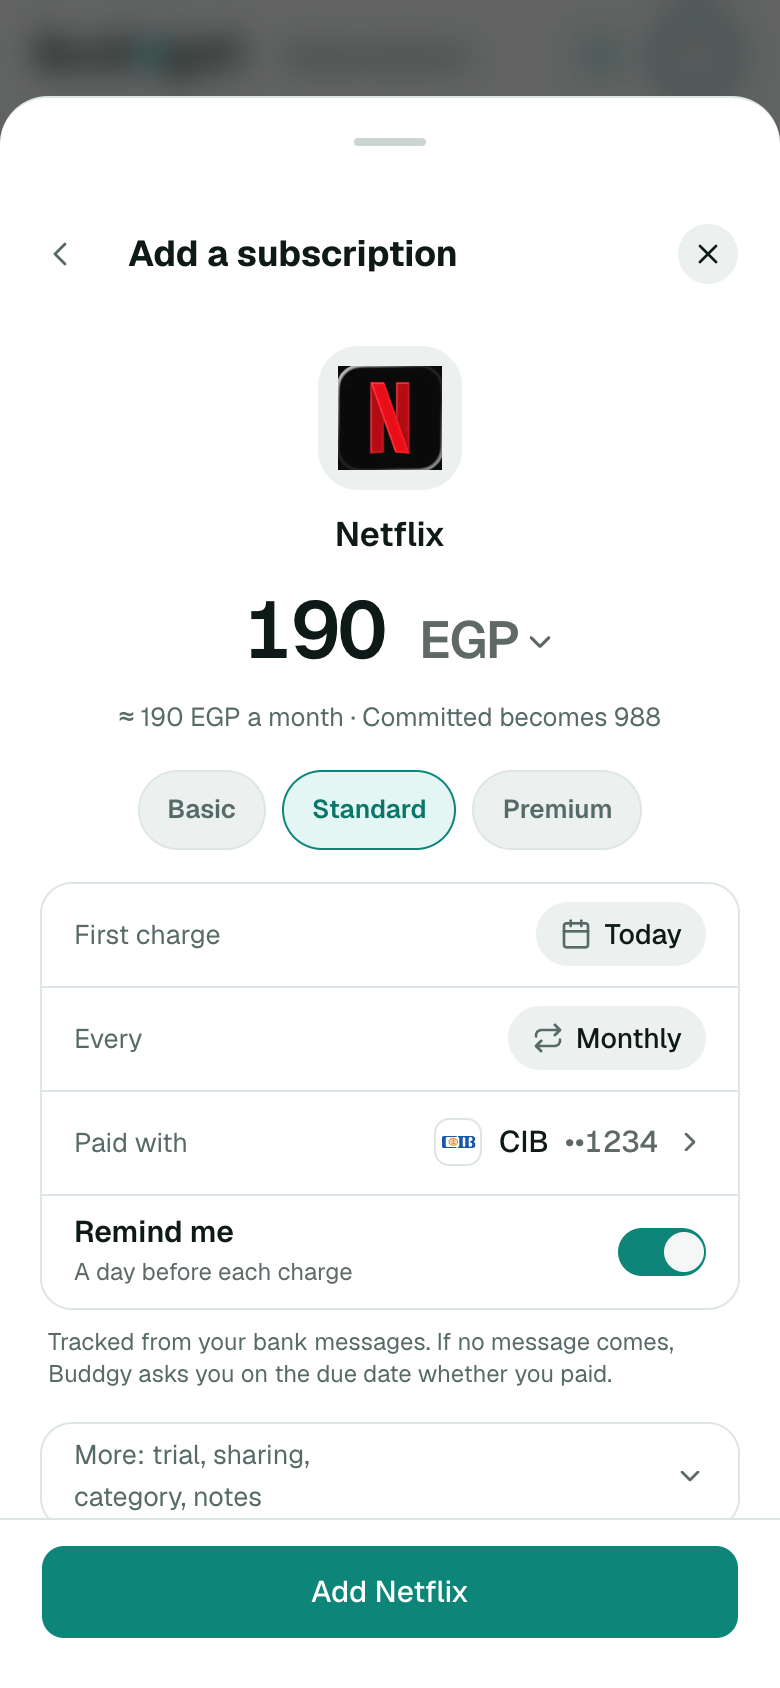 Add a subscription
N
Netflix
190 EGP
≈ 190 EGP a month · Committed becomes 988
Basic Standard Premium
First charge Today
Every Monthly
Paid with CIB CIB ••1234
Remind me
A day before each charge
Tracked from your bank messages. If no message comes,
Buddgy asks you on the due date whether you paid.
More: trial, sharing,
category, notes
Add Netflix